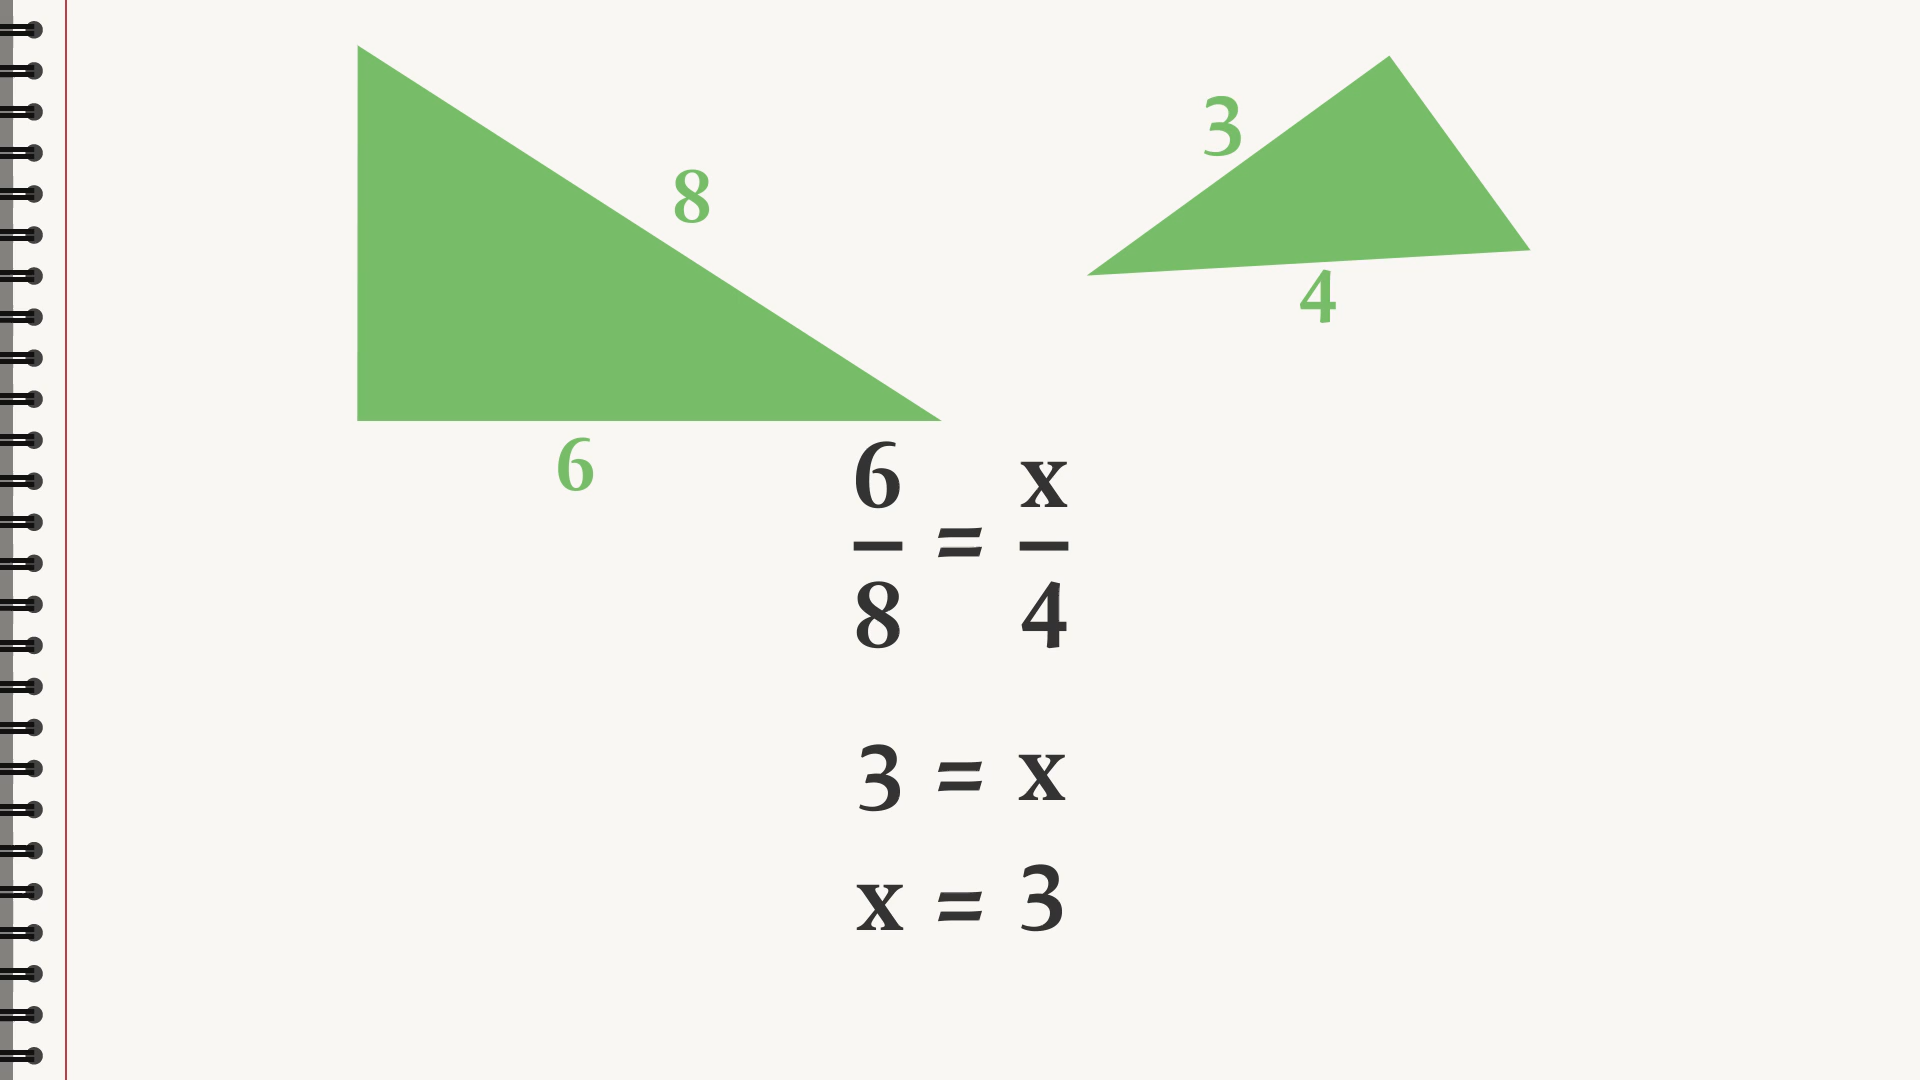 3
8
4
6
6/8 = x/4
3 = x
x = 3